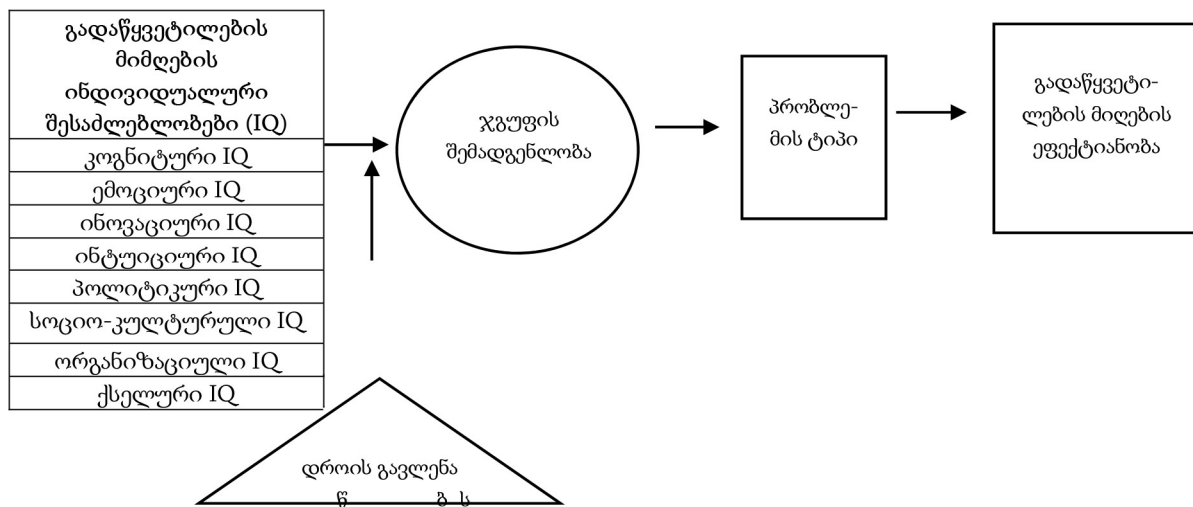 გადაწყვეტილების
მიმღების
ინდივიდუალური
შესაძლებლობები (IQ)
კოგნიტური IQ
ემოციური IQ
ინოვაციური IQ
ინტუიციური IQ
პოლიტიკური IQ
სოციო-კულტურული IQ
ორგანიზაციული IQ
ქსელური IQ
ჯგუფის
შემადგენლობა
პრობლე-
მის ტიპი
გადაწყვეტი-
ლების მიღების
ეფექტიანობა
დროის გავლენა